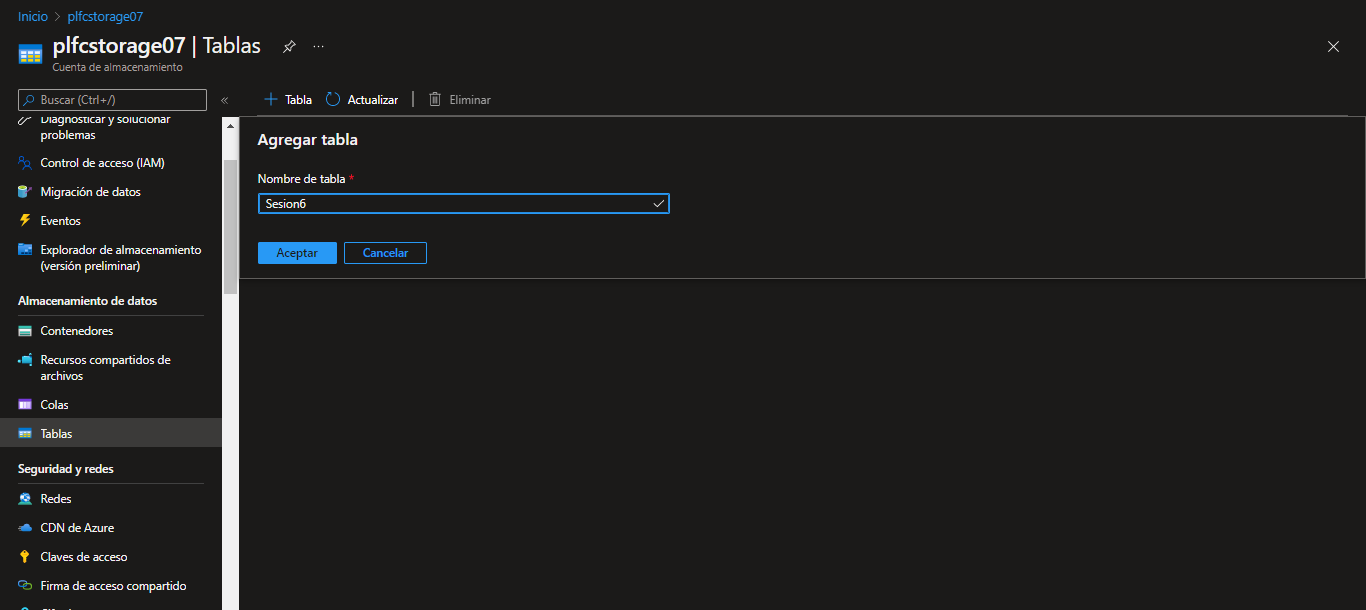 Inicio > plfcstorage07
plfcstorage07 | Tablas ...
Cuenta de almacenamiento
Buscar (Ctrl+/) «
+ Tabla Actualizar | Eliminar
Diagnosticar y solucionar
problemas
Control de acceso (IAM)
Migración de datos
Eventos
Explorador de almacenamiento
(versión preliminar)
Almacenamiento de datos
Contenedores
Recursos compartidos de
archivos
Colas
Tablas
Seguridad y redes
Redes
CDN de Azure
Claves de acceso
Firma de acceso compartido
Agregar tabla
Nombre de tabla *
Sesion6
Aceptar Cancelar